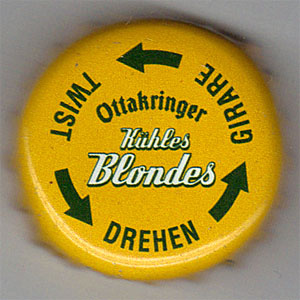 Ottakringer
Kühles
Blondes
TWIST
GIRARE
DREHEN